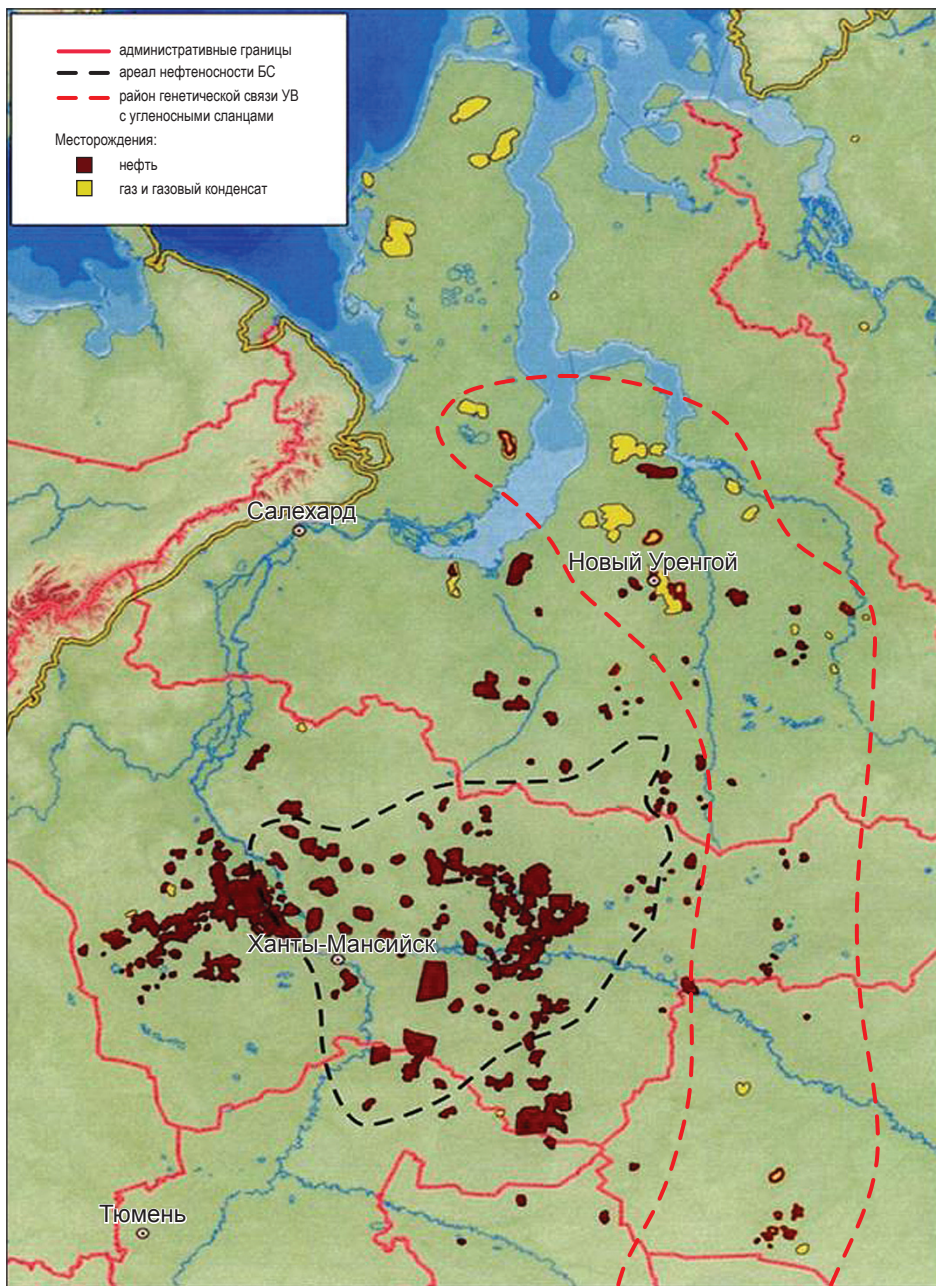 административные границы
ареал нефтеносности БС
район генетической связи УВ
с угленосными сланцами
Месторождения:
нефть
газ и газовый конденсат
Салехард
Новый Уренгой
Ханты-Мансийск
Тюмень